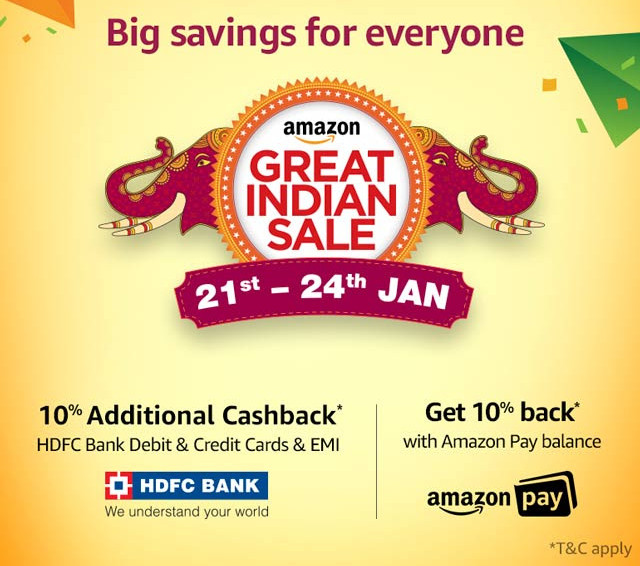 Big savings for everyone
amazon
GREAT
INDIAN
SALE
21st – 24th JAN
10% Additional Cashback*
HDFC Bank Debit & Credit Cards & EMI
HDFC BANK
We understand your world
Get 10% back*
with Amazon Pay balance
amazon pay
*T&C apply